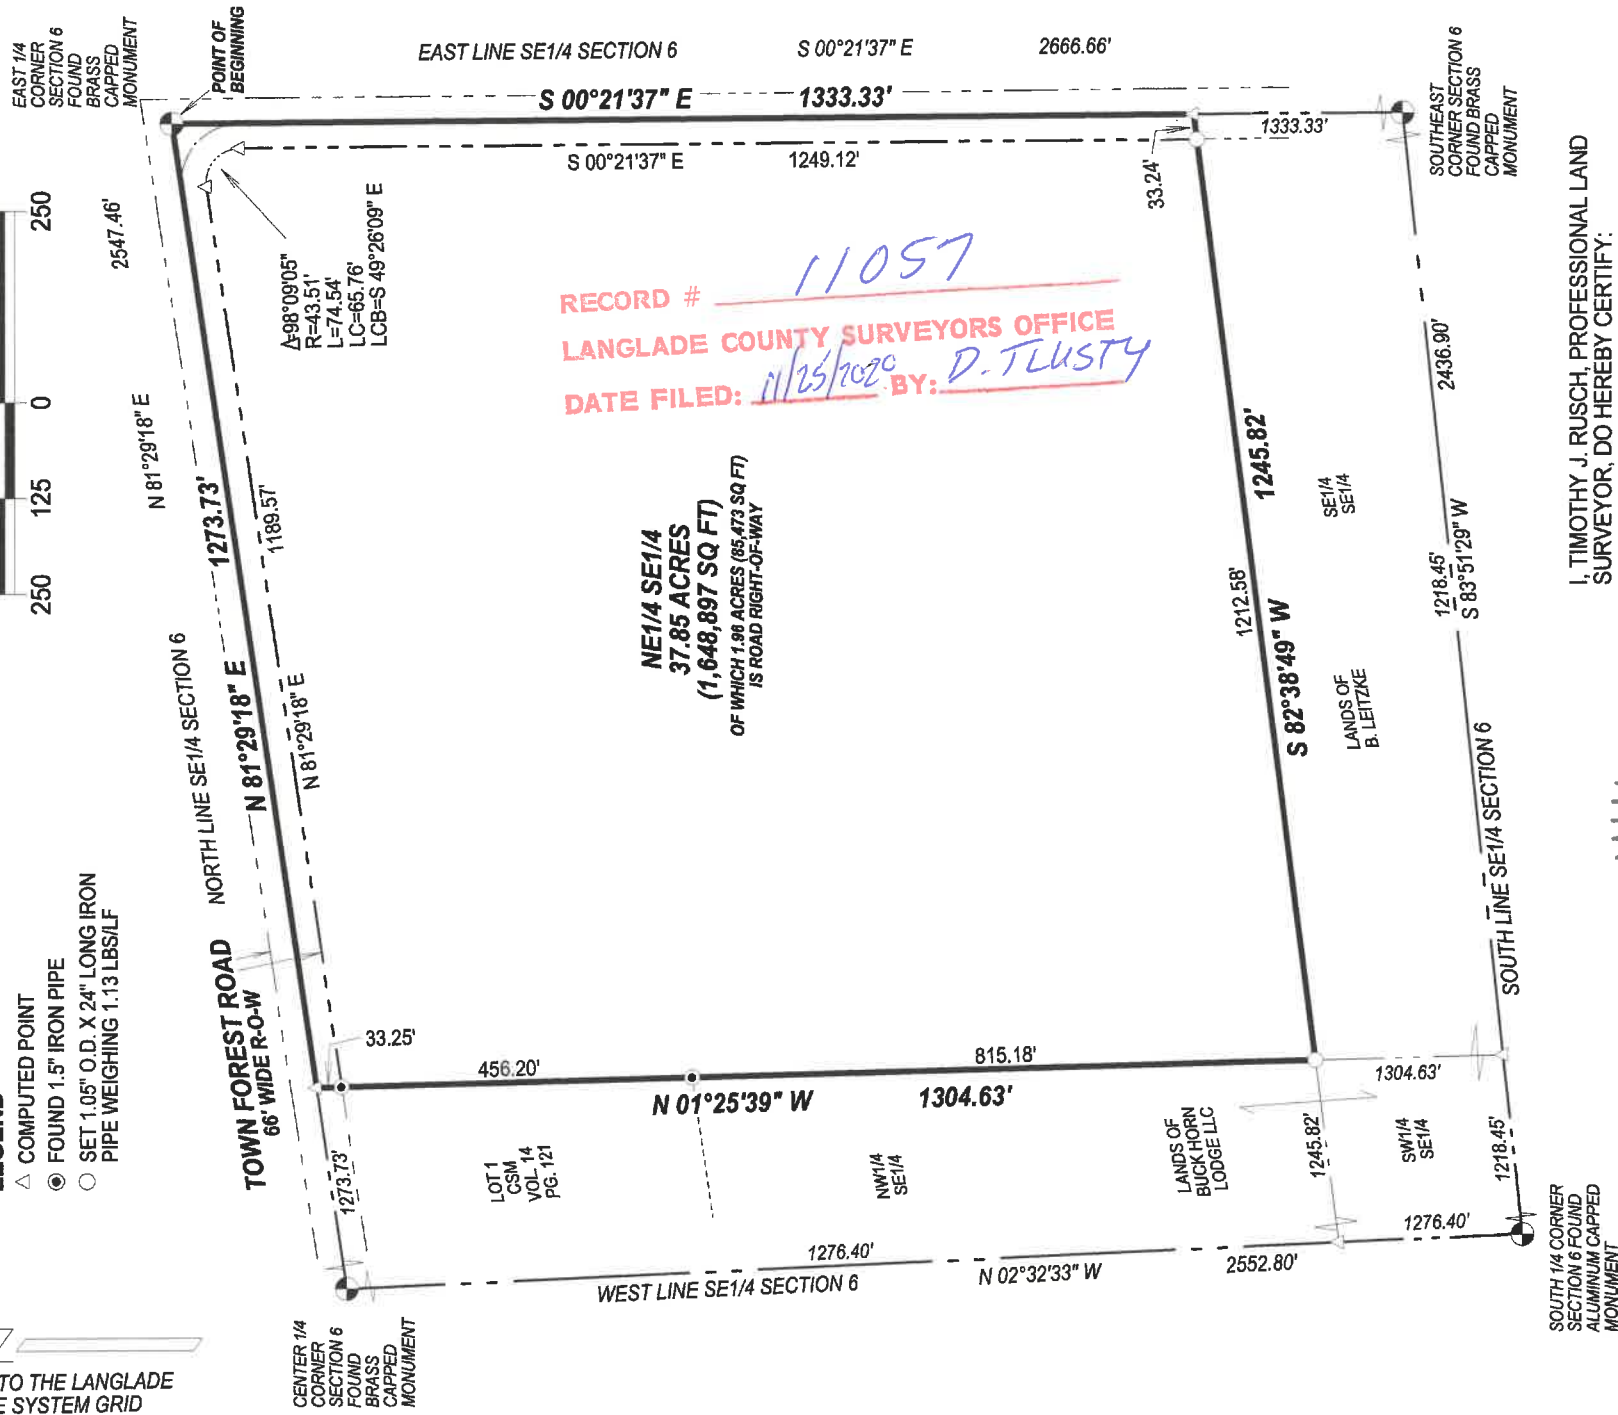 EAST 1/4
CORNER
SECTION 6
FOUND
BRASS
CAPPED
MONUMENT
POINT OF
BEGINNING
EAST LINE SE1/4 SECTION 6
S 00°21'37" E
2666.66'
S 00°21'37" E
1333.33'
S 00°21'37" E
1249.12'
33.24'
1333.33'
SOUTHEAST
CORNER SECTION 6
FOUND BRASS
CAPPED
MONUMENT
250
125
0
250
2547.46'
N 81°29'18" E
NORTH LINE SE1/4 SECTION 6
N 81°29'18" E
1273.73'
N 81°29'18" E
1189.57'
Δ=98°09'05"
R=43.51'
L=74.54'
LC=65.76'
LCB=S 49°26'09" E
RECORD # 11057
LANGLADE COUNTY SURVEYORS OFFICE
DATE FILED: 11/25/2020 BY: D. TLUSTY
NE1/4 SE1/4
37.85 ACRES
(1,648,897 SQ FT)
OF WHICH 1.96 ACRES (85,473 SQ FT)
IS ROAD RIGHT-OF-WAY
1245.82'
1212.58'
S 82°38'49" W
SE1/4
SE1/4
LANDS OF
B. LEITZKE
2436.90'
1218.45'
S 83°51'29" W
SOUTH LINE SE1/4 SECTION 6
I, TIMOTHY J. RUSCH, PROFESSIONAL LAND
SURVEYOR, DO HEREBY CERTIFY:
△ COMPUTED POINT
FOUND 1.5" IRON PIPE
SET 1.05" O.D. X 24" LONG IRON
PIPE WEIGHING 1.13 LBS/LF
TOWN FOREST ROAD
66' WIDE R-O-W
33.25'
456.20'
815.18'
N 01°25'39" W
1304.63'
1304.63'
1273.73'
LOT1
CSM
VOL. 14
PG. 121
NW1/4
SE1/4
LANDS OF
BUCK HORN
LODGE LLC
1245.82'
SW1/4
SE1/4
1218.45'
1276.40'
WEST LINE SE1/4 SECTION 6
N 02°32'33" W
2552.80'
1276.40'
CENTER 1/4
CORNER
SECTION 6
FOUND
BRASS
CAPPED
MONUMENT
SOUTH 1/4 CORNER
SECTION 6 FOUND
ALUMINUM CAPPED
MONUMENT
TO THE LANGLADE
SYSTEM GRID